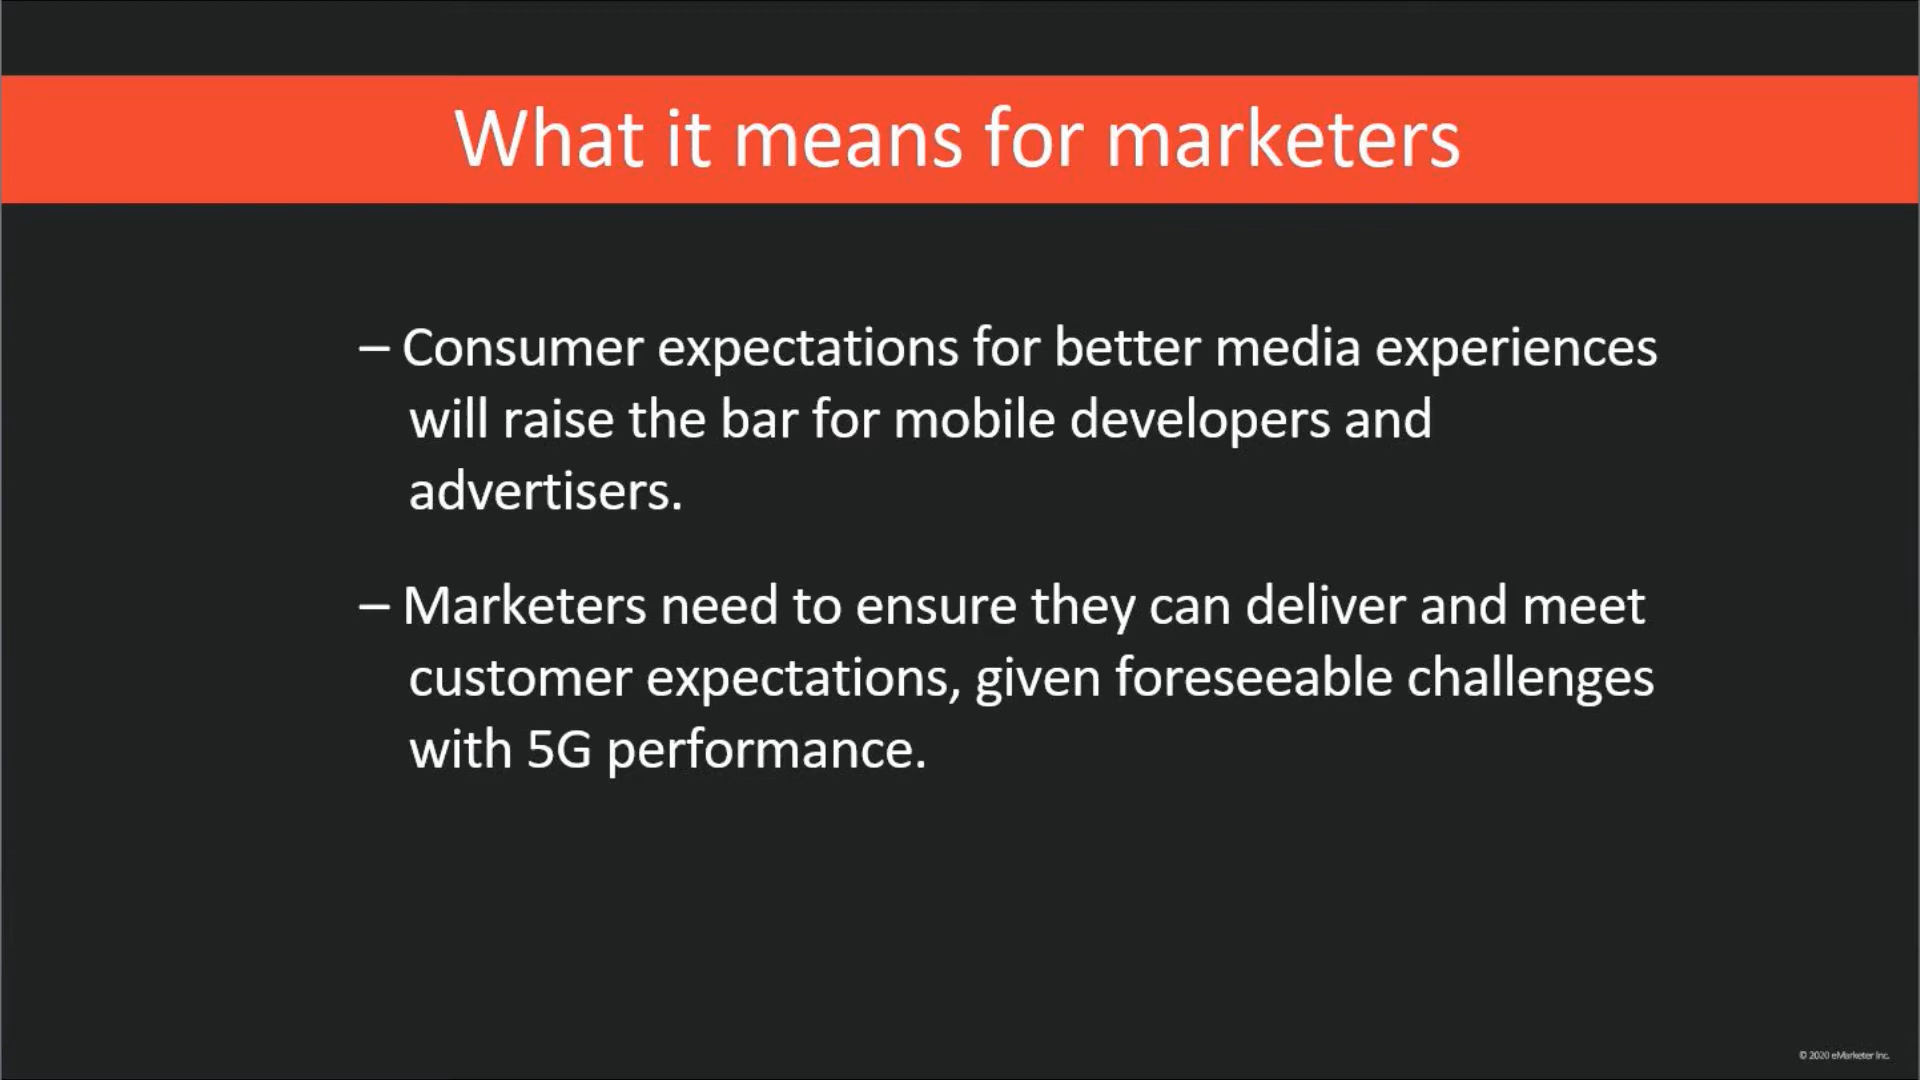 What it means for marketers
– Consumer expectations for better media experiences
will raise the bar for mobile developers and
advertisers.
– Marketers need to ensure they can deliver and meet
customer expectations, given foreseeable challenges
with 5G performance.
© 2020 eMarketer Inc.